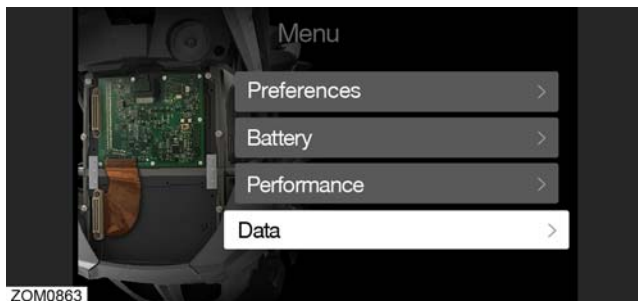 Menu
Preferences
Battery
Performance
Data
ZOM0863